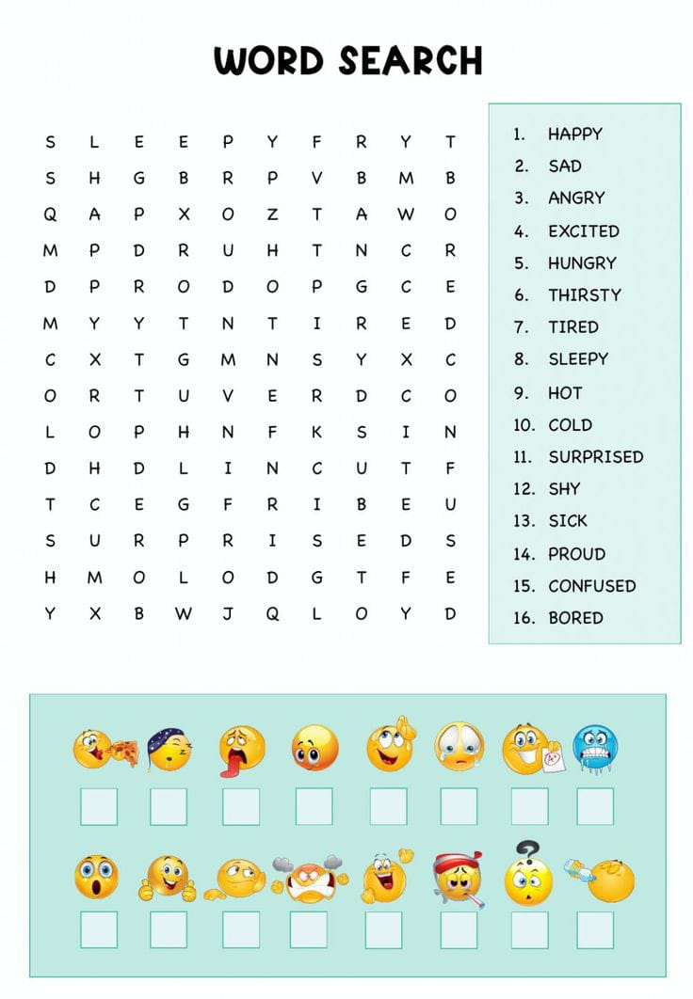 WORD SEARCH
S L E E P Y F R Y T
S H G B R P V B M B
Q A P X O Z T A W O
M P D R U H T N C R
D P R O D O P G C E
M Y Y T N T I R E D
C X T G M N S Y X C
O R T U V E R D C O
L O P H N F K S I N
D H D L I N C U T F
T C E G F R I B E U
S U R P R I S E D S
H M O L O D G T F E
Y X B W J Q L O Y D
1. HAPPY
2. SAD
3. ANGRY
4. EXCITED
5. HUNGRY
6. THIRSTY
7. TIRED
8. SLEEPY
9. HOT
10. COLD
11. SURPRISED
12. SHY
13. SICK
14. PROUD
15. CONFUSED
16. BORED
z z
A+
?